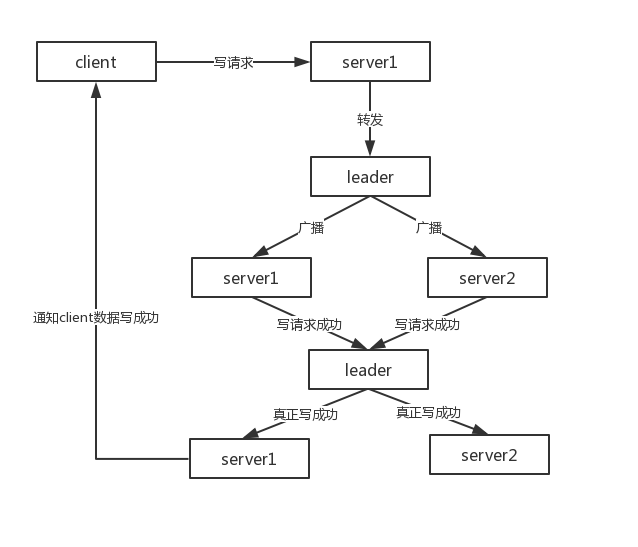 client
写请求
server1
转发
leader
广播
广播
server1
server2
通知client数据写成功
写请求成功
写请求成功
leader
真正写成功
真正写成功
server1
server2